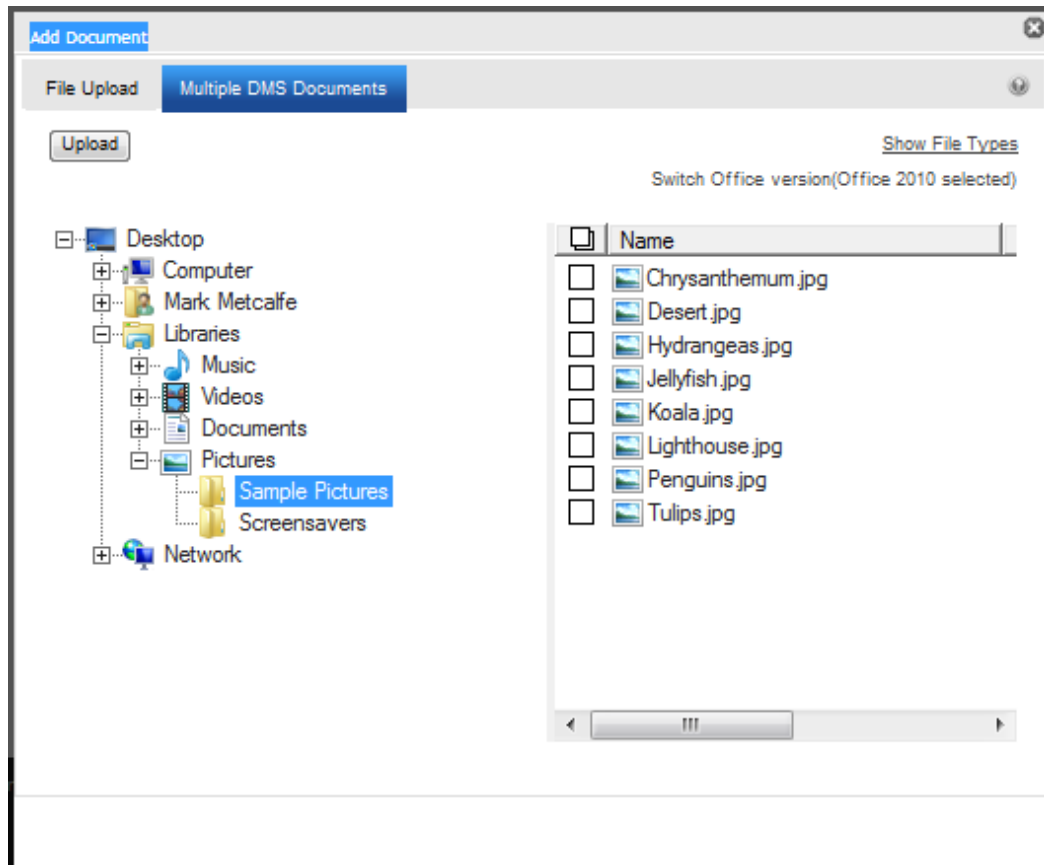 Add Document
File Upload
Multiple DMS Documents
Upload
Show File Types
Switch Office version(Office 2010 selected)
Desktop
Computer
Mark Metcalfe
Libraries
Music
Videos
Documents
Pictures
Sample Pictures
Screensavers
Network
Name
Chrysanthemum.jpg
Desert.jpg
Hydrangeas.jpg
Jellyfish.jpg
Koala.jpg
Lighthouse.jpg
Penguins.jpg
Tulips.jpg